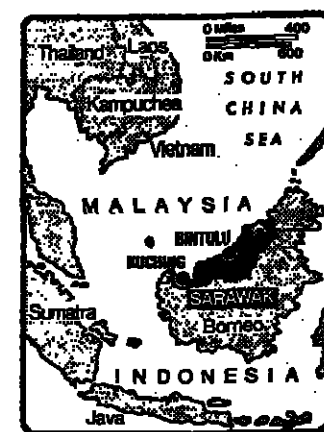 0 Miles 400
0 Km 600
Thailand
Laos
SOUTH
CHINA
SEA
Kampuchea
Vietnam
MALAYSIA
BINTULU
KUCHING
SARAWAK
Sumatra
Borneo
INDONESIA
Java